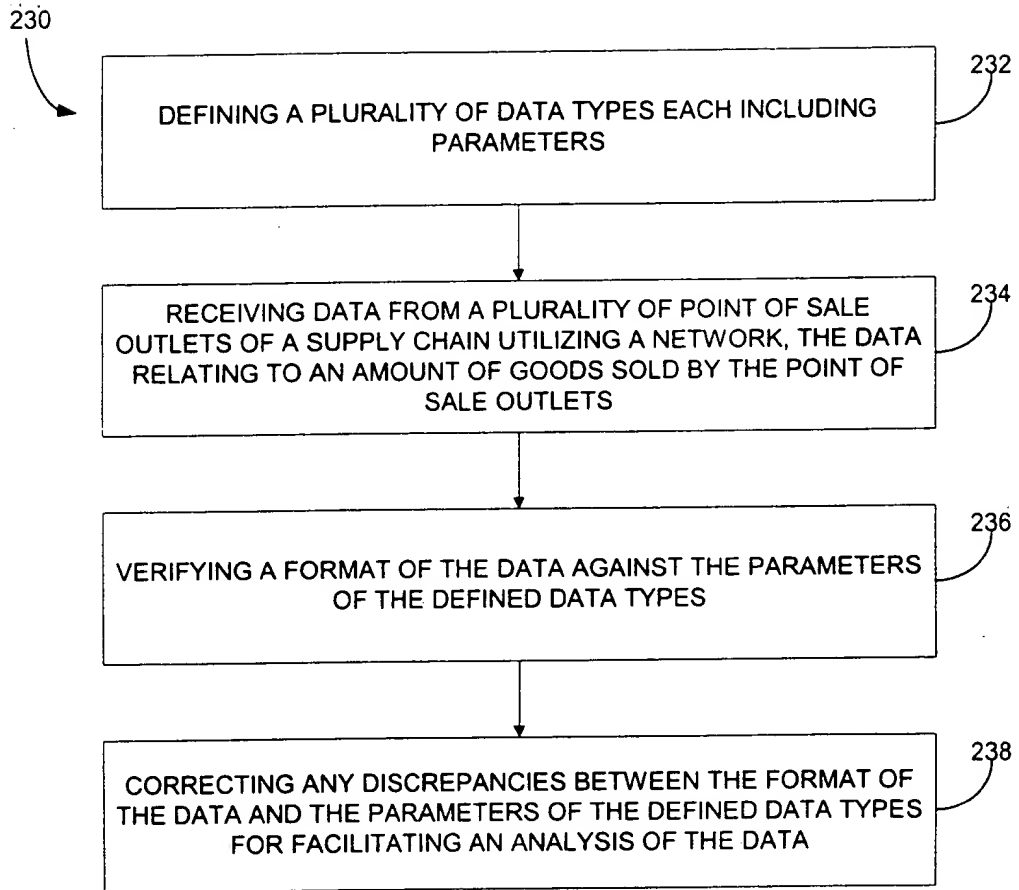 230
232
DEFINING A PLURALITY OF DATA TYPES EACH INCLUDING
PARAMETERS
234
RECEIVING DATA FROM A PLURALITY OF POINT OF SALE
OUTLETS OF A SUPPLY CHAIN UTILIZING A NETWORK, THE DATA
RELATING TO AN AMOUNT OF GOODS SOLD BY THE POINT OF
SALE OUTLETS
236
VERIFYING A FORMAT OF THE DATA AGAINST THE PARAMETERS
OF THE DEFINED DATA TYPES
238
CORRECTING ANY DISCREPANCIES BETWEEN THE FORMAT OF
THE DATA AND THE PARAMETERS OF THE DEFINED DATA TYPES
FOR FACILITATING AN ANALYSIS OF THE DATA